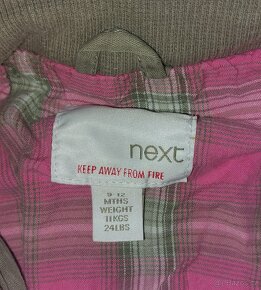 next
KEEP AWAY FROM FIRE
9-12
MTHS
WEIGHT
11KGS
24LBS